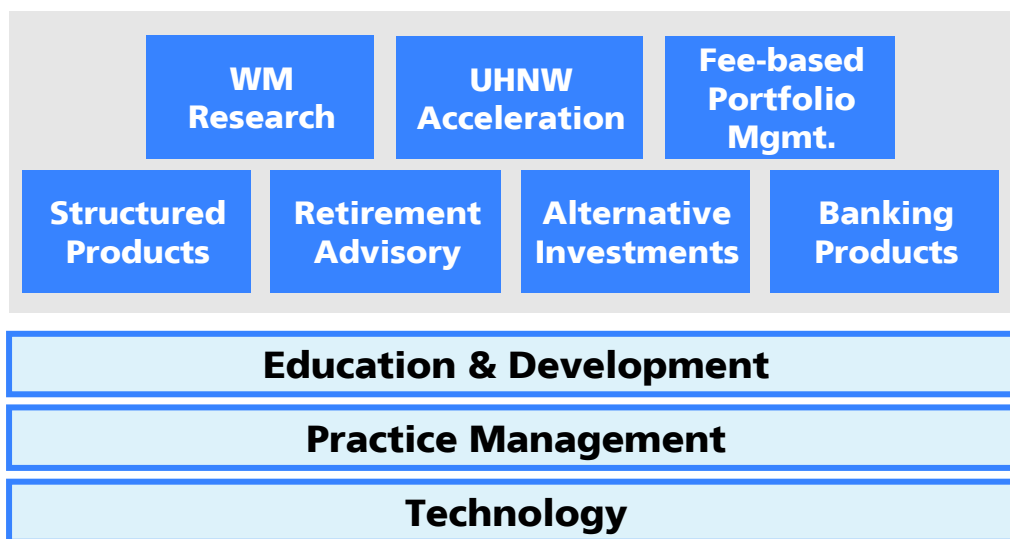 WM
Research
UHNW
Acceleration
Fee-based
Portfolio
Mgmt.
Structured
Products
Retirement
Advisory
Alternative
Investments
Banking
Products
Education & Development
Practice Management
Technology